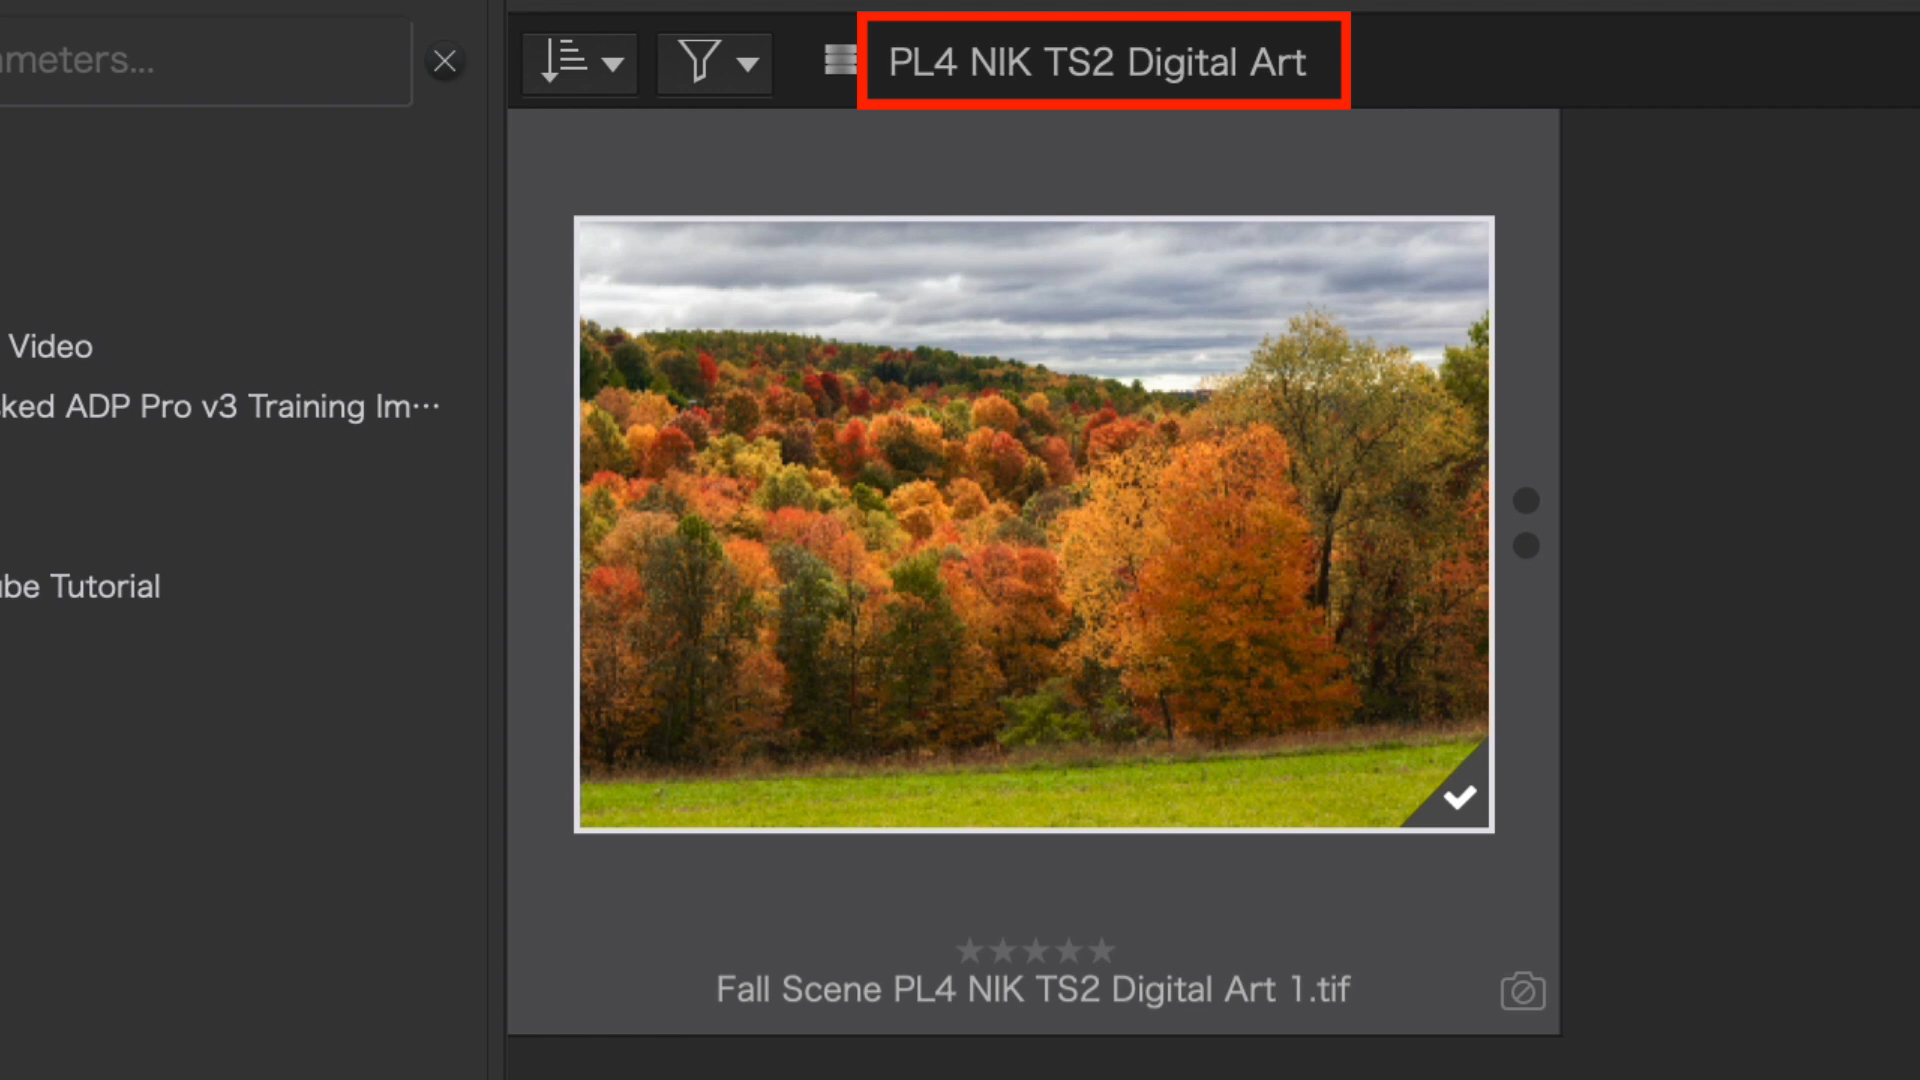 meters...
PL4 NIK TS2 Digital Art
Video
ked ADP Pro v3 Training Im…
be Tutorial
Fall Scene PL4 NIK TS2 Digital Art 1.tif